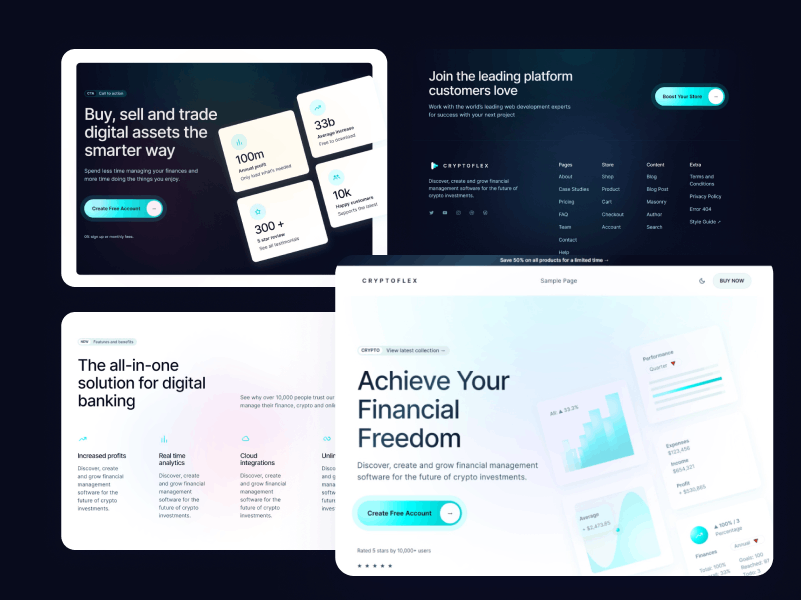 CTA Call to action
Buy, sell and trade
digital assets the
smarter way
Spend less time managing your finances and
more time doing the things you enjoy.
Create Free Account →
0% sign up or monthly fees.
100m
Annual profit
Only lead what's needed
33b
Average increase
Free to download
300 +
5 star review
See all testimonials
10k
Happy customers
Supports the latest
Join the leading platform
customers love
Work with the world's leading web development experts
for success with your next project
Boost Your Store →
CRYPTOFLEX
Discover, create and grow financial
management software for the future of
crypto investments.
Pages
About
Case Studies
Pricing
FAQ
Team
Contact
Help
Store
Shop
Product
Cart
Checkout
Account
Content
Blog
Blog Post
Masonry
Author
Search
Extra
Terms and
Conditions
Privacy Policy
Error 404
Style Guide ↗
NEW Features and benefits
The all-in-one
solution for digital
banking
See why over 10,000 people trust our
manage their finance, crypto and
Increased profits
Discover, create
and grow financial
management
software for the
future of crypto
investments.
Real time
analytics
Discover, create
and grow financial
management
software for the
future of crypto
investments.
Cloud
integrations
Discover, create
and grow financial
management
software for the
future of crypto
investments.
Save 50% on all products for a limited time →
CRYPTOFLEX
Sample Page
BUY NOW
CRYPTO View latest collection →
Achieve Your
Financial
Freedom
Discover, create and grow financial management
software for the future of crypto investments.
Create Free Account →
Rated 5 stars by 10,000+ users
★ ★ ★ ★ ★
All ▲ 33.2%
Performance
Quarter ▼
Expenses
$123,456
Income
$654,321
Profit
+ $530,865
Average
+ $2,473.65
▲ 100% / 3
Percentage
Finances
Annual ▼
Total: 100%
Goals: 100